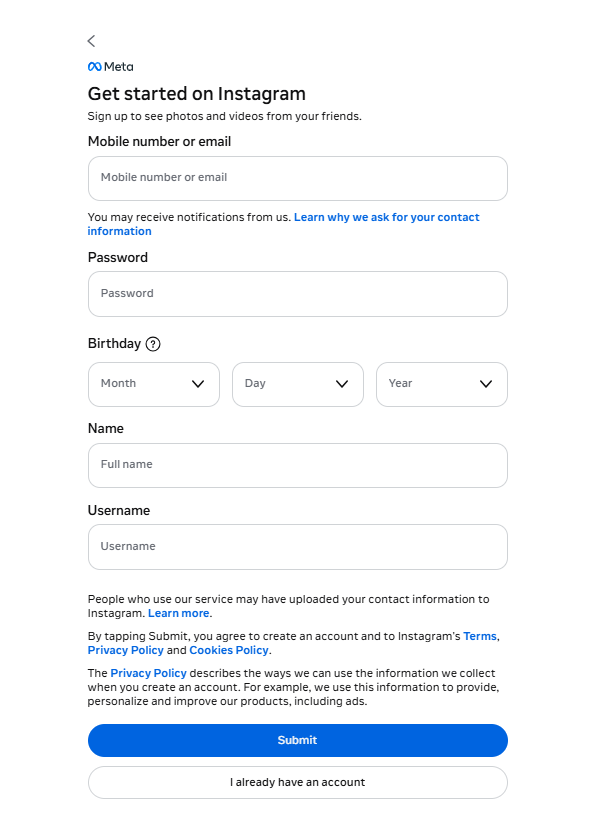 Meta
Get started on Instagram
Sign up to see photos and videos from your friends.
Mobile number or email
Mobile number or email
You may receive notifications from us. Learn why we ask for your contact
information
Password
Password
Birthday ?
Month Day Year
Name
Full name
Username
Username
People who use our service may have uploaded your contact information to
Instagram. Learn more.
By tapping Submit, you agree to create an account and to Instagram's Terms,
Privacy Policy and Cookies Policy.
The Privacy Policy describes the ways we can use the information we collect
when you create an account. For example, we use this information to provide,
personalize and improve our products, including ads.
Submit
I already have an account